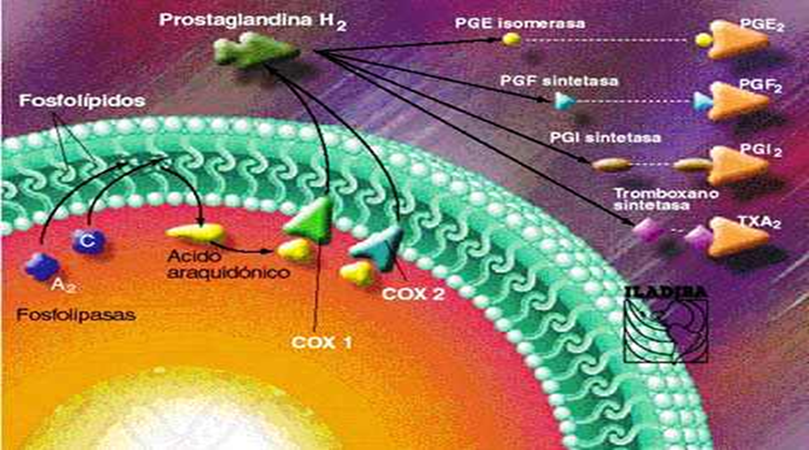 Prostaglandina H2
PGE isomerasa
PGE2
PGF sintetasa
PGF2
Fosfolípidos
PGI sintetasa
PGI2
Tromboxano
sintetasa
TXA2
C
A2
Acido
araquidónico
Fosfolipasas
COX 2
COX 1
ILADIBA